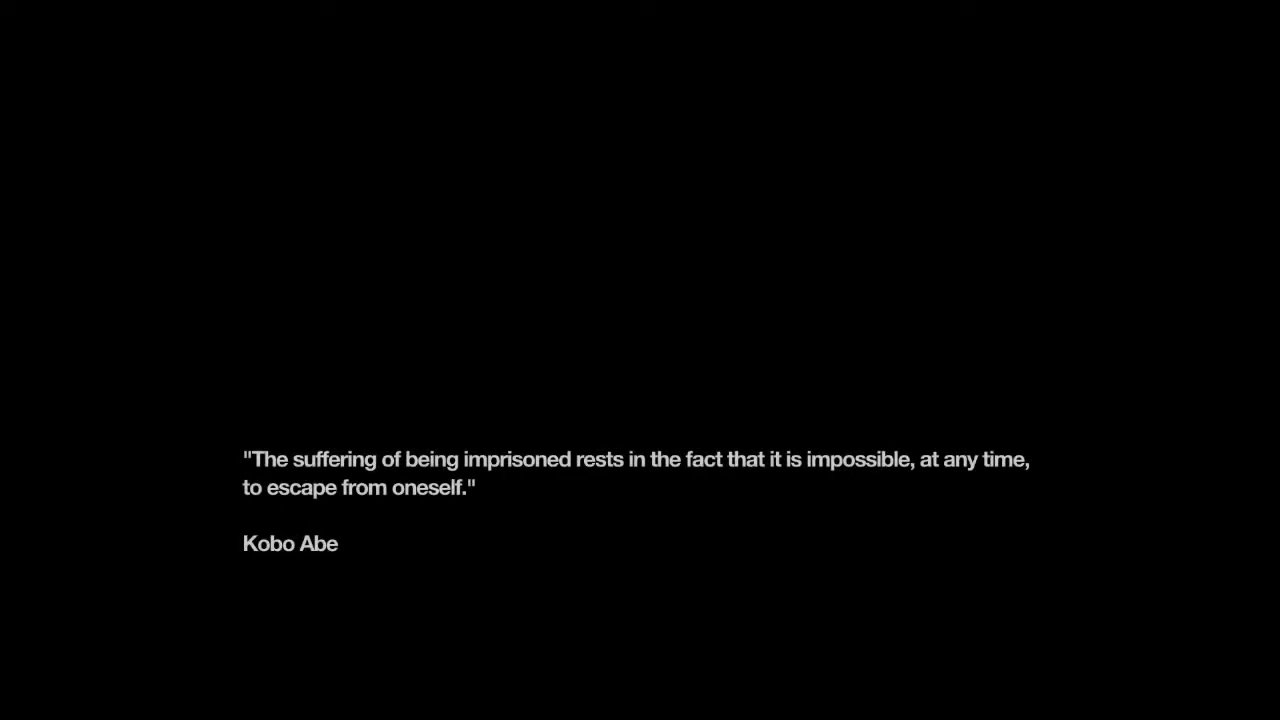 "The suffering of being imprisoned rests in the fact that it is impossible, at any time,
to escape from oneself."
Kobo Abe